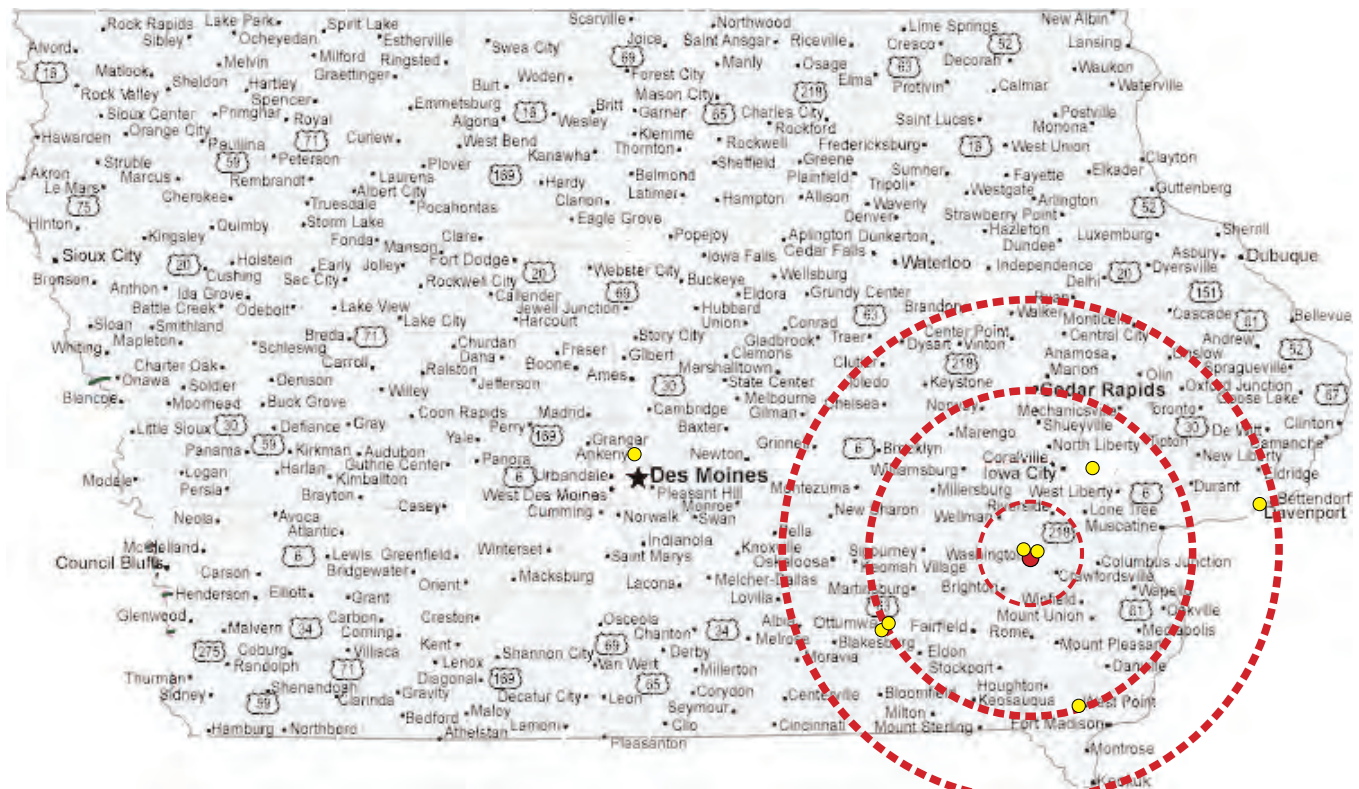 Rock Rapids Lake Park Spirit Lake Scarville Northwood Lime Springs New Albin
Sibley Ocheyedan Estherville Swea City Joice Saint Ansgar Riceville Cresco 52 Lansing
Alvord Melvin Milford Ringsted 69 Manly Osage Decorah
18 Matlock Sheldon Hartley Graettinger Woden Forest City Elma 63 Protivin Calmar Waukon
Rock Valley Spencer Burt Mason City 218 Waterville
Sioux Center Primghar Royal Emmetsburg 18 Britt Garner 65 Charles City Postville
Hawarden Orange City Paullina 71 Curlew Algona Wesley Klemme Rockford Saint Lucas Monona
59 Peterson West Bend Kanawha Thornton Rockwell Fredericksburg 18 West Union
Struble Plover Sheffield Greene Clayton
Akron Marcus Rembrandt Laurens 169 Hardy Belmond Plainfield Sumner Fayette Elkader
Le Mars Cherokee Albert City Clarion Latimer Hampton Allison Tripoli Westgate Guttenberg
75 Truesdale Pocahontas Waverly Arlington 52
Hinton Quimby Storm Lake Eagle Grove Denver Strawberry Point
Kingsley Fonda Manson Clare Popejoy Aplington Dunkerton Hazleton Luxemburg Sherrill
Sioux City Holstein Early Jolley Fort Dodge Iowa Falls Cedar Falls Waterloo Dundee Asbury Dubuque
Bronson 20 Cushing Sac City Rockwell City 20 Webster City Buckeye Wellsburg Independence 20 Dyersville
Anthon Ida Grove Callender 69 Eldora Grundy Center Delhi 151
Battle Creek Odebolt Lake View Jewell Junction Hubbard Brandon Walker Monticello Cascade 61 Bellevue
Sloan Smithland Lake City Harcourt Union Conrad 63 Center Point Central City
Mapleton Breda 71 Churdan Story City Gladbrook Traer Dysart Vinton Andrew
Whiting Schleswig Dana Fraser Gilbert Clemons 218 Anamosa 52
Charter Oak Carroll Ralston Boone Marshalltown Marion Olin Spragueville
Onawa Soldier Denison Willey Jefferson Ames 30 State Center Keystone Oxford Junction
Blencoe Moorhead Buck Grove Melbourne Cedar Rapids Goose Lake 67
Little Sioux 30 Defiance Gray Coon Rapids Madrid Cambridge Gilman Chelsea Mechanicsville Clinton
Panama 59 Kirkman Audubon Yale Perry 169 Baxter Marengo Shueyville 30 De Witt
Logan Harlan Guthrie Center Panora Granger Ankeny Newton Grinnell 6 Brooklyn North Liberty Tipton New Liberty
Modale Persia Kimballton 6 Urbandale Des Moines Williamsburg Coralville Eldridge
Brayton West Des Moines Pleasant Hill Montezuma Millersburg Iowa City Durant
Neola Avoca Casey Cumming Norwalk Monroe Swan New Sharon West Liberty 6 Bettendorf
Atlantic Indianola Pella Wellman Riverside Lone Tree Davenport
McClelland 6 Lewis Greenfield Winterset Saint Marys Knoxville Sigourney Washington 218 Muscatine
Council Bluffs Carson Bridgewater Macksburg Oskaloosa Keomah Village Columbus Junction
Henderson Elliott Grant Orient Lacona Melcher-Dallas Martinsburg Brighton Crawfordsville Wapello
Glenwood Carbon Creston Lovilla Winfield 61 Oakville
Malvern 34 Corning Osceola Chariton 34 Albia Ottumwa Fairfield Mount Union Mediapolis
275 Coburg Villisca Kent Shannon City 69 Derby Melrose Blakesburg Rome Mount Pleasant
Randolph 71 Lenox Van Wert Millerton Moravia Eldon
Thurman Shenandoah Diagonal 169 65 Stockport Danville
Sidney 59 Clarinda Gravity Decatur City Leon Corydon Centerville Bloomfield Houghton Keosauqua West Point
Hamburg Northboro Bedford Maloy Lamoni Seymour Clio Cincinnati Milton Mount Sterling Fort Madison
Athelstan Pleasanton Montrose
Keokuk